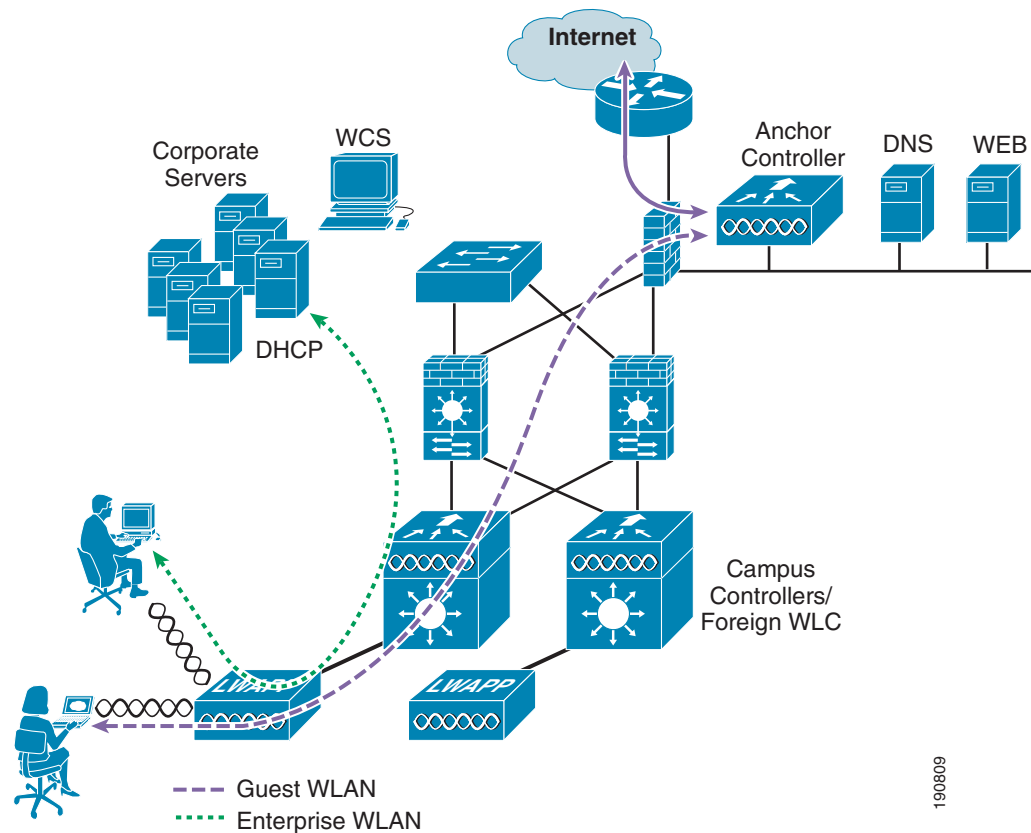 Internet
Anchor
Controller
DNS
WEB
WCS
Corporate
Servers
DHCP
Campus
Controllers/
Foreign WLC
LWAPP
LWAPP
Guest WLAN
Enterprise WLAN
190809